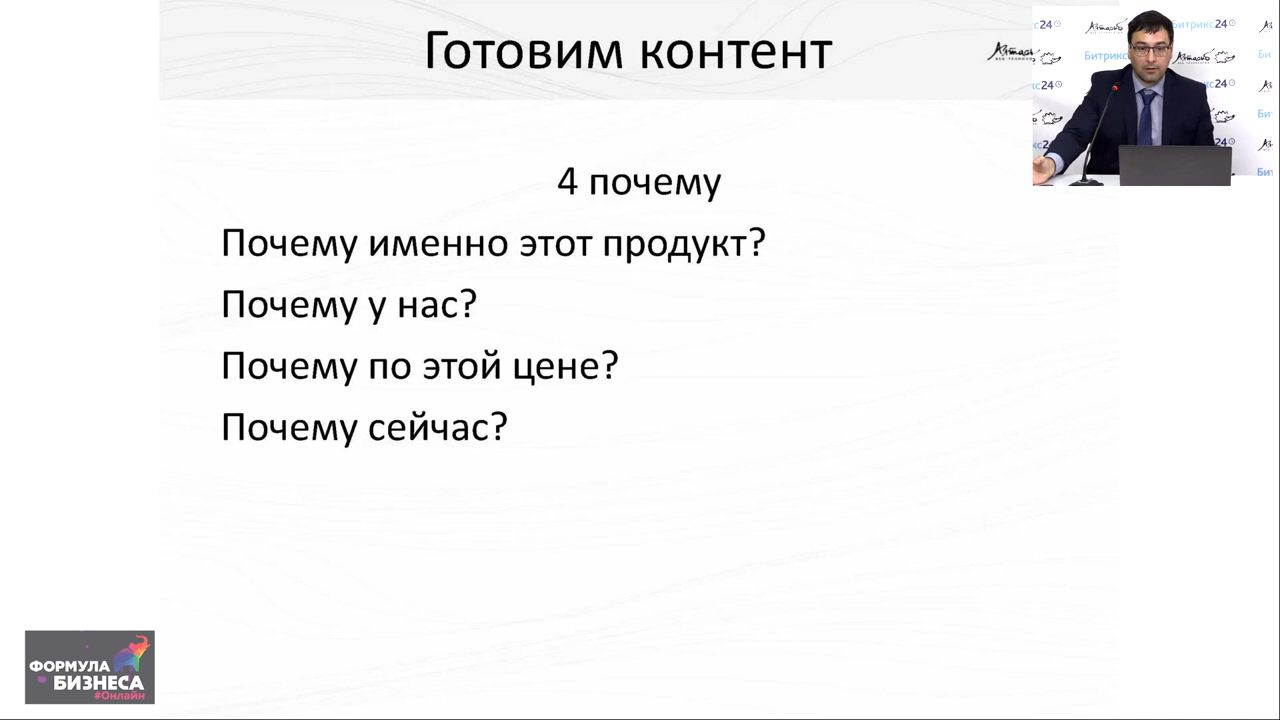 Готовим контент
4 почему
Почему именно этот продукт?
Почему у нас?
Почему по этой цене?
Почему сейчас?
Битрикс24
ФОРМУЛА
БИЗНЕСА
#Онлайн